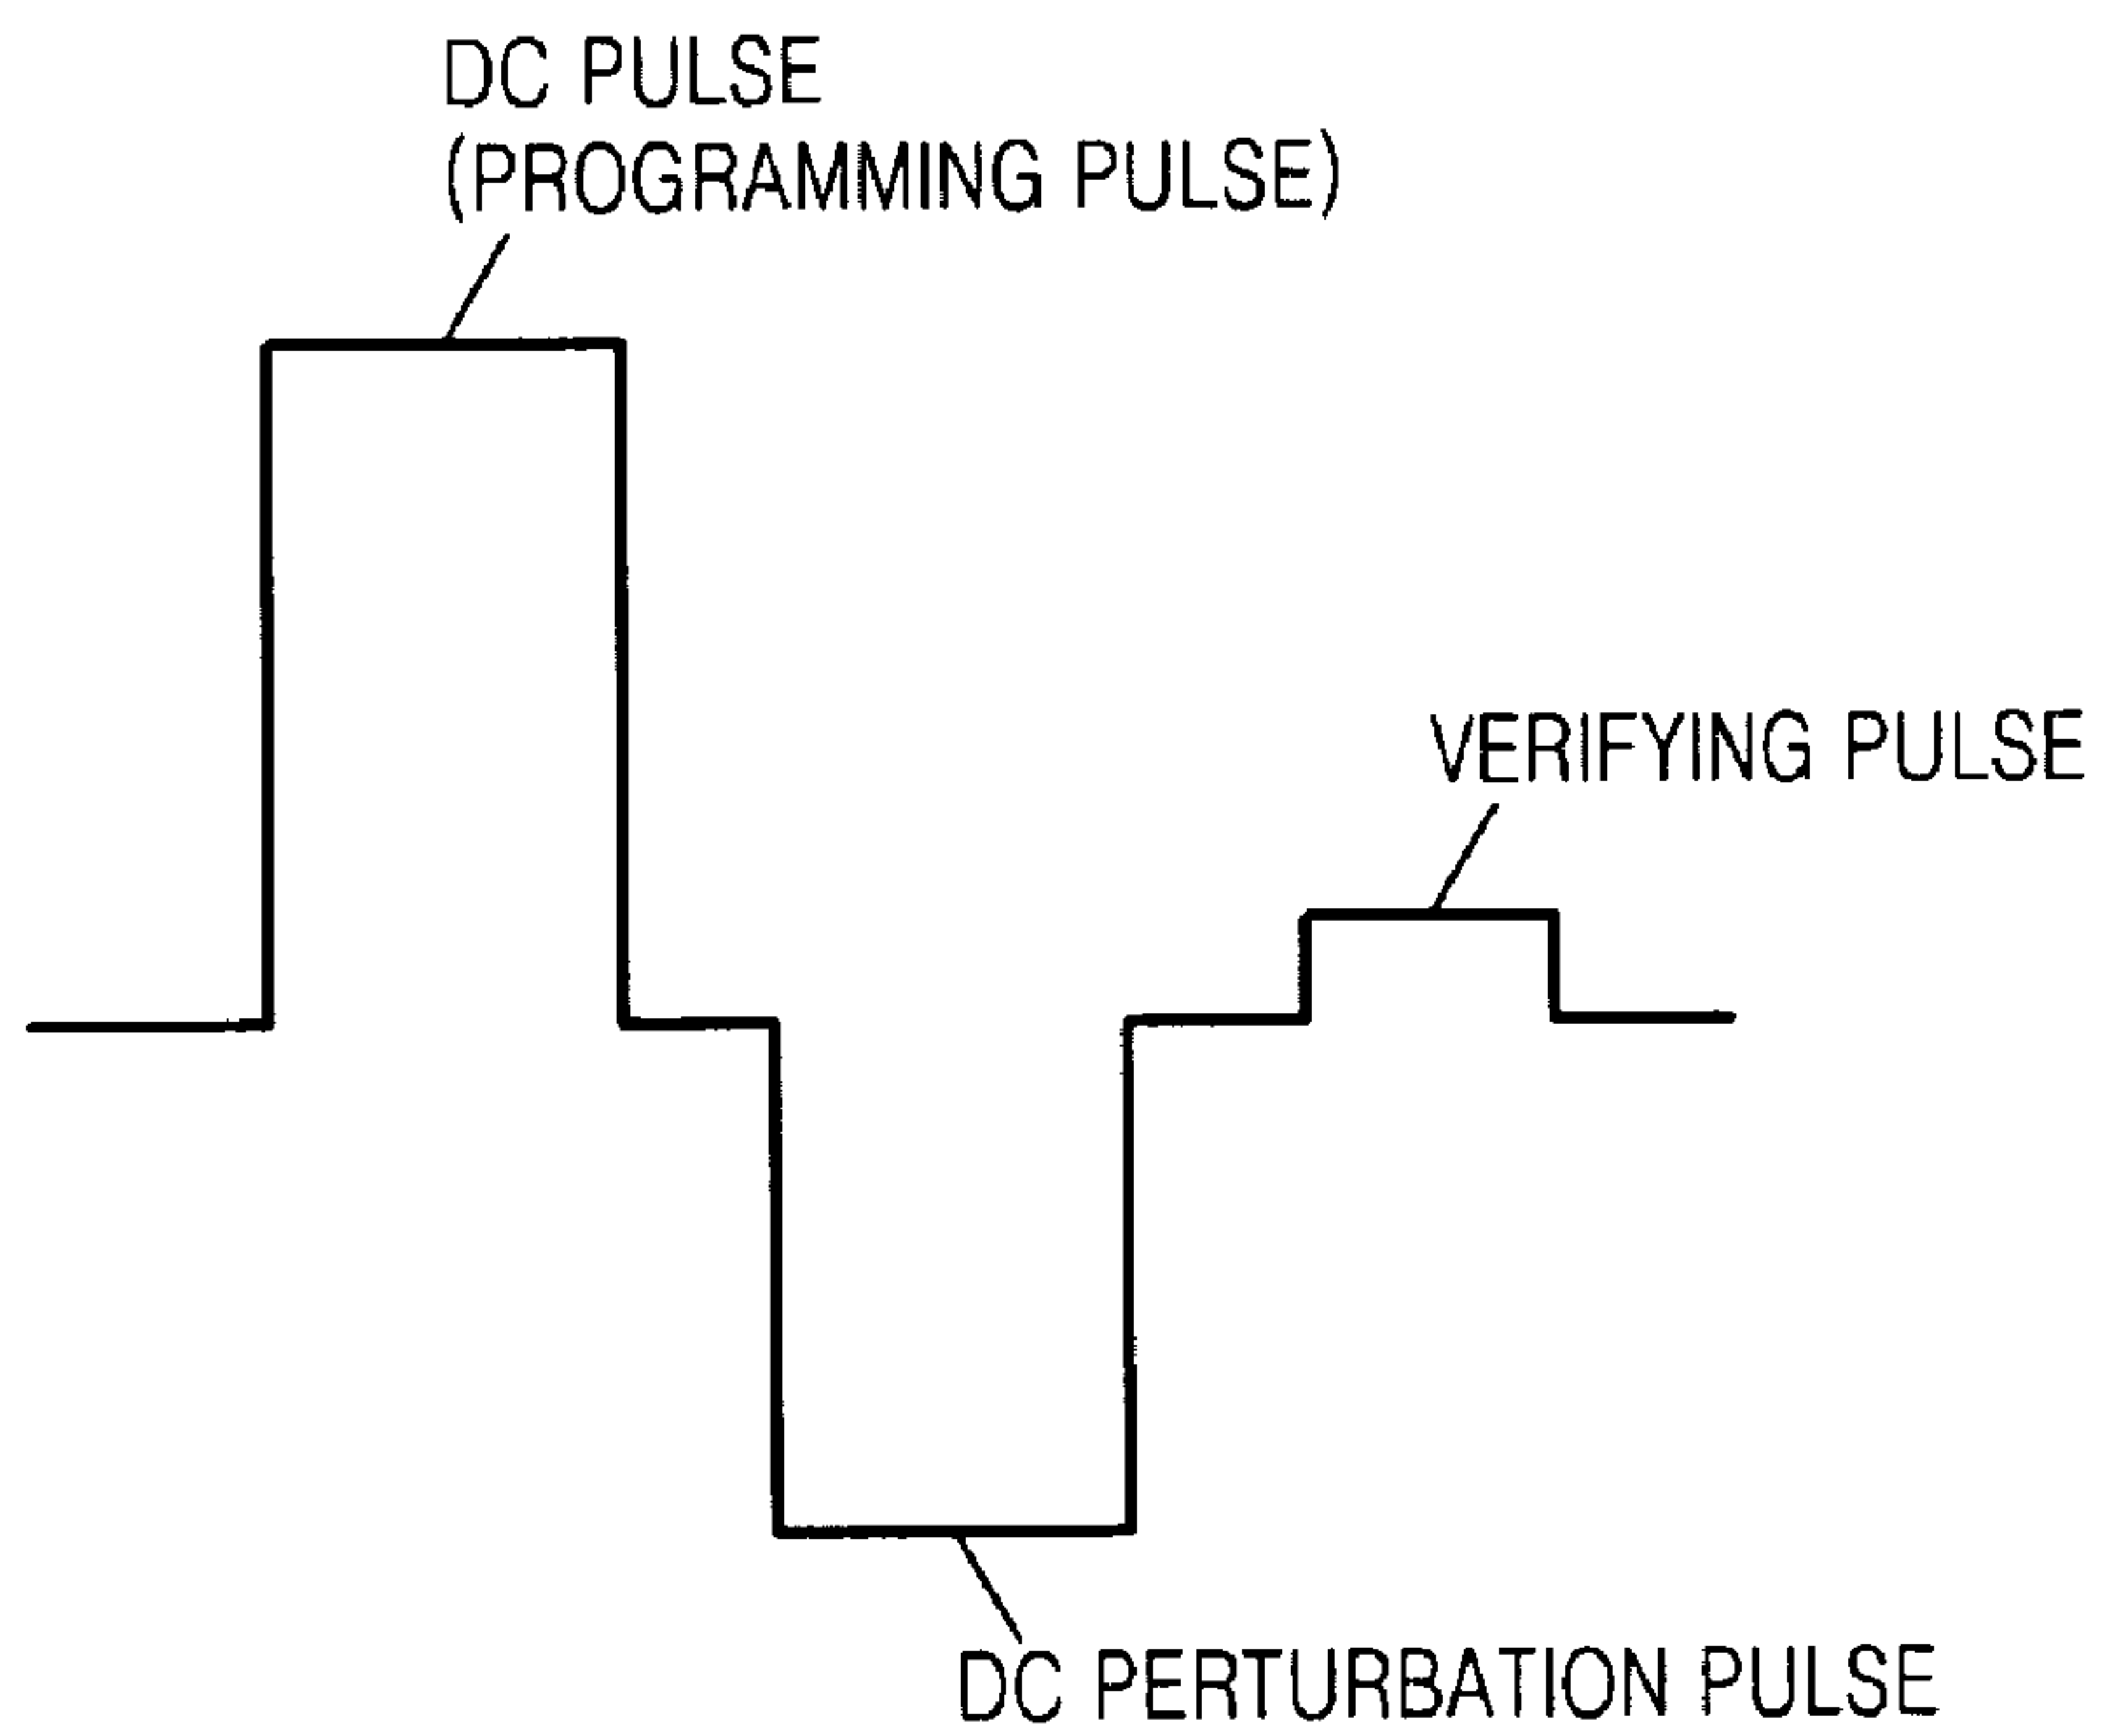 DC PULSE
(PROGRAMMING PULSE)
VERIFYING PULSE
DC PERTURBATION PULSE